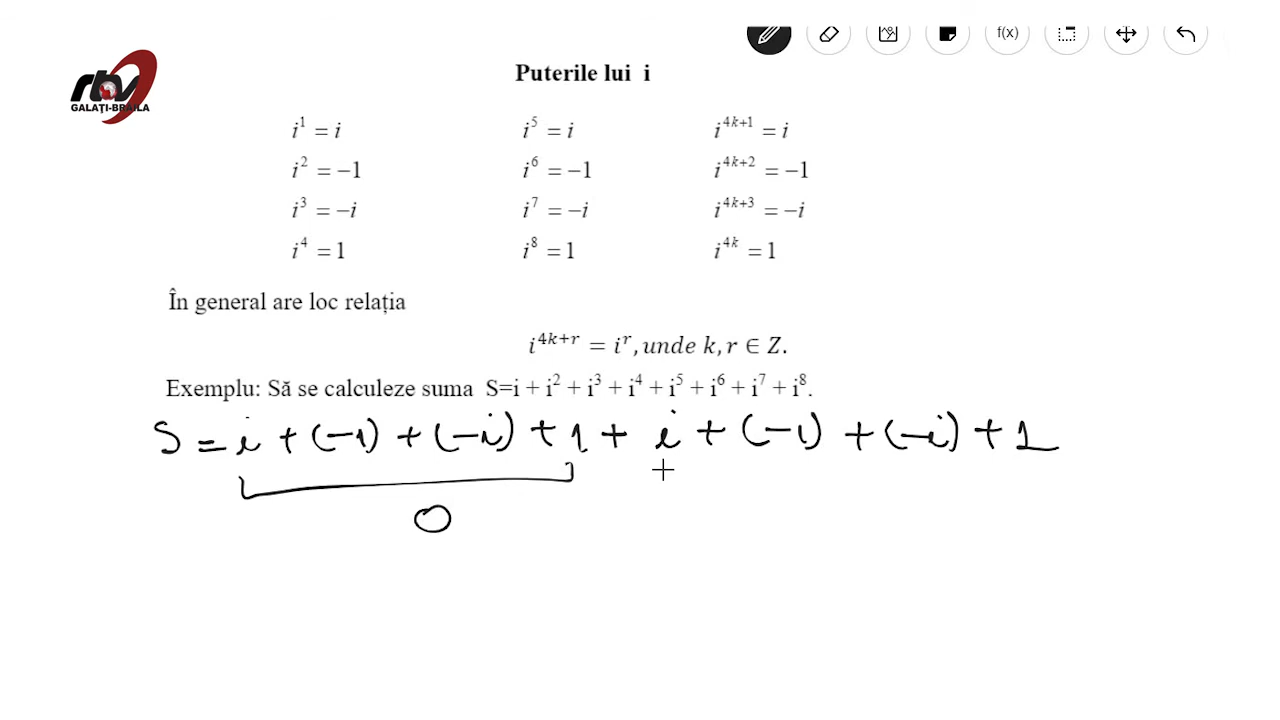 rtv
GALAȚI-BRĂILA
f(x)
Puterile lui i
i¹ = i i⁵ = i i⁴ᵏ⁺¹ = i
i² = −1 i⁶ = −1 i⁴ᵏ⁺² = −1
i³ = −i i⁷ = −i i⁴ᵏ⁺³ = −i
i⁴ = 1 i⁸ = 1 i⁴ᵏ = 1
În general are loc relația
i⁴ᵏ⁺ʳ = iʳ, unde k, r ∈ Z.
Exemplu: Să se calculeze suma S=i + i² + i³ + i⁴ + i⁵ + i⁶ + i⁷ + i⁸.
S = i + (−1) + (−i) + 1 + i + (−1) + (−i) + 1
0